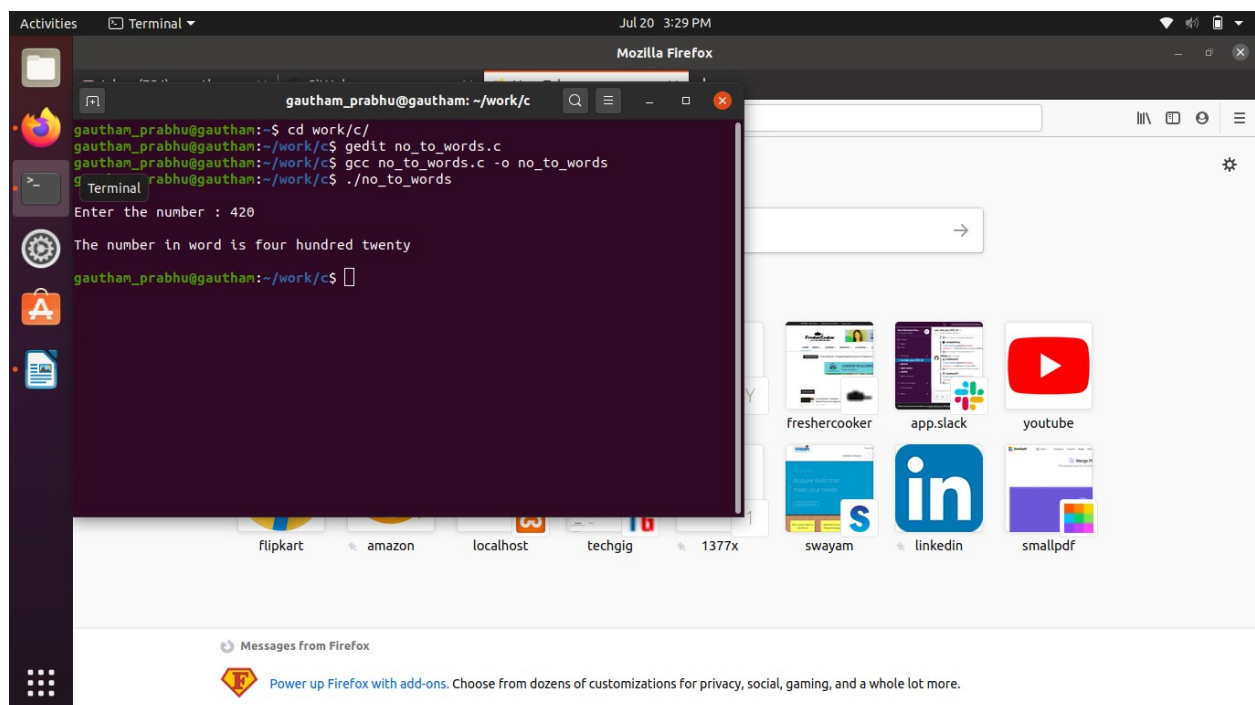 Activities Terminal Jul 20 3:29 PM
Mozilla Firefox
gautham_prabhu@gautham: ~/work/c
gautham_prabhu@gautham:~$ cd work/c/
gautham_prabhu@gautham:~/work/c$ gedit no_to_words.c
gautham_prabhu@gautham:~/work/c$ gcc no_to_words.c -o no_to_words
rabhu@gautham:~/work/c$ ./no_to_words
Terminal
Enter the number : 420
The number in word is four hundred twenty
gautham_prabhu@gautham:~/work/c$
freshercooker app.slack youtube
flipkart amazon localhost techgig 1377x swayam linkedin smallpdf
Messages from Firefox
Power up Firefox with add-ons. Choose from dozens of customizations for privacy, social, gaming, and a whole lot more.